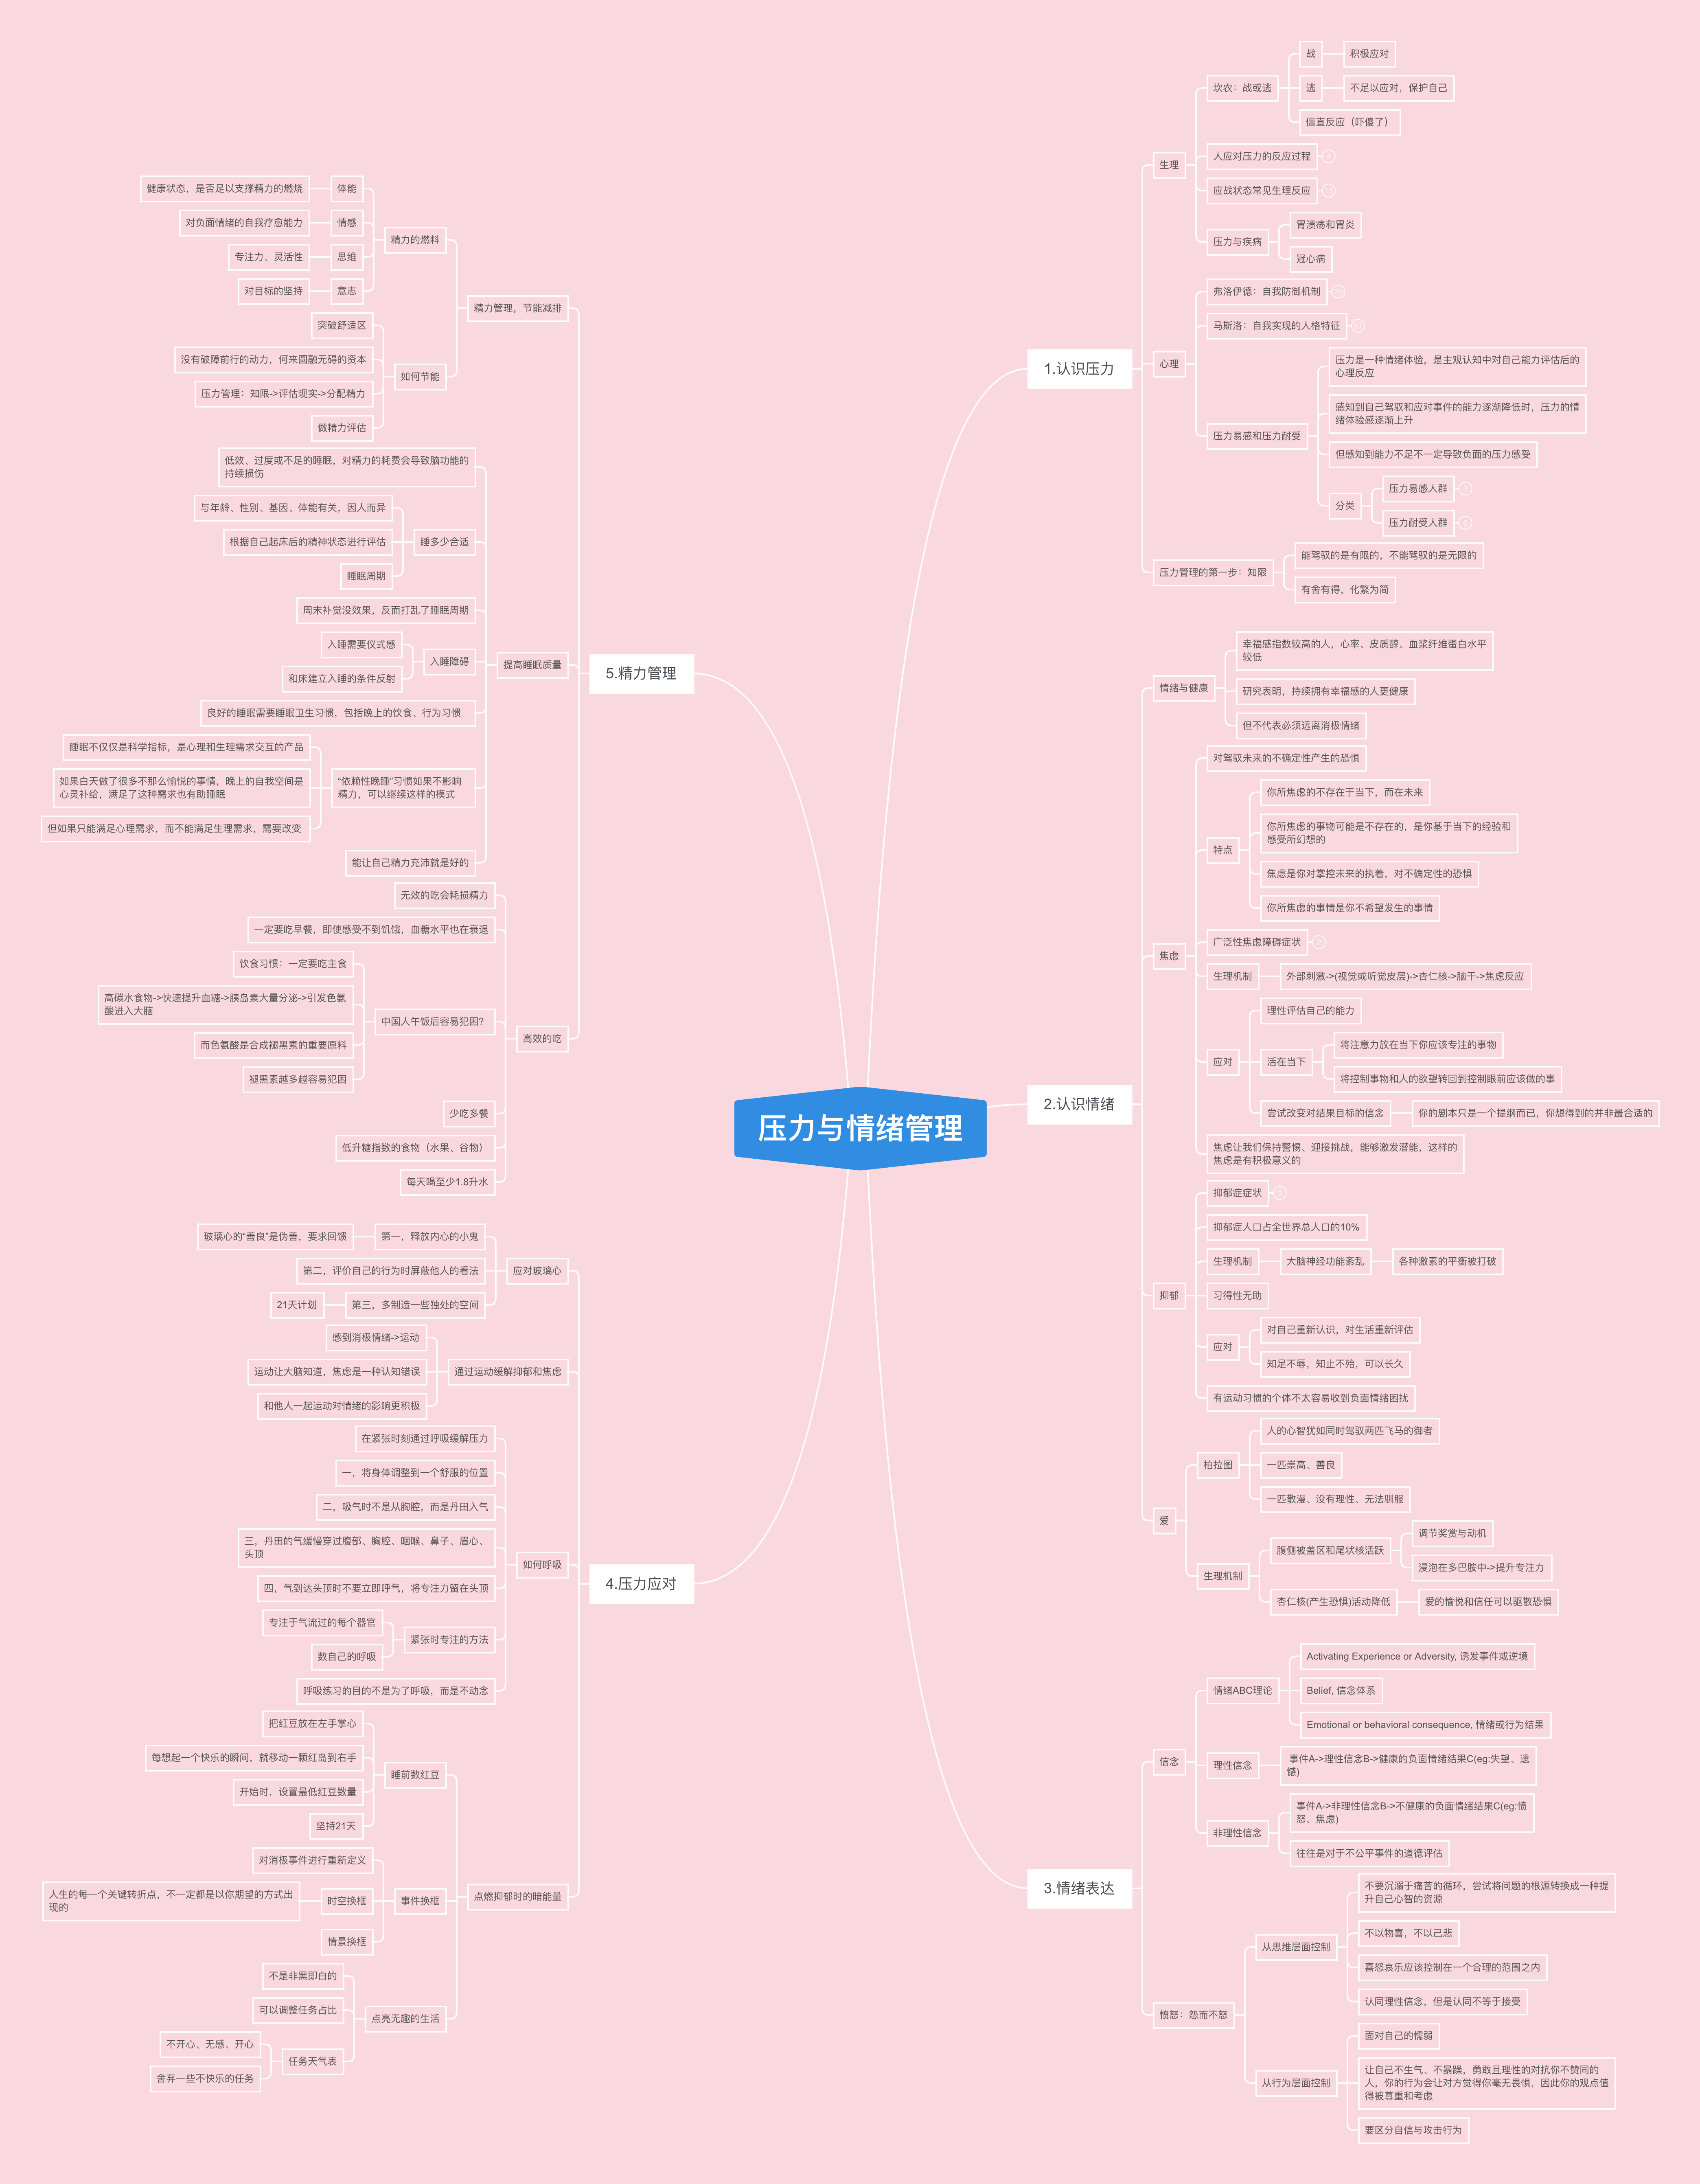 压力与情绪管理
1.认识压力
生理
坎农：战或逃
战
积极应对
逃
不足以应对，保护自己
僵直反应（吓傻了）
人应对压力的反应过程
应战状态常见生理反应
压力与疾病
胃溃疡和胃炎
冠心病
心理
弗洛伊德：自我防御机制
马斯洛：自我实现的人格特征
压力易感和压力耐受
压力是一种情绪体验，是主观认知中对自己能力评估后的
心理反应
感知到自己驾驭和应对事件的能力逐渐降低时，压力的情
绪体验感逐渐上升
但感知到能力不足不一定导致负面的压力感受
分类
压力易感人群
压力耐受人群
压力管理的第一步：知限
能驾驭的是有限的，不能驾驭的是无限的
有舍有得，化繁为简
2.认识情绪
情绪与健康
幸福感指数较高的人，心率、皮质醇、血浆纤维蛋白水平
较低
研究表明，持续拥有幸福感的人更健康
但不代表必须远离消极情绪
焦虑
对驾驭未来的不确定性产生的恐惧
特点
你所焦虑的不存在于当下，而在未来
你所焦虑的事物可能是不存在的，是你基于当下的经验和
感受所幻想的
焦虑是你对掌控未来的执着，对不确定性的恐惧
你所焦虑的事情是你不希望发生的事情
广泛性焦虑障碍症状
生理机制
外部刺激->(视觉或听觉皮层)->杏仁核->脑干->焦虑反应
应对
理性评估自己的能力
活在当下
将注意力放在当下你应该专注的事物
将控制事物和人的欲望转回到控制眼前应该做的事
尝试改变对结果目标的信念
你的剧本只是一个提纲而已，你想得到的并非最合适的
焦虑让我们保持警惕、迎接挑战，能够激发潜能，这样的
焦虑是有积极意义的
抑郁
抑郁症症状
抑郁症人口占全世界总人口的10%
生理机制
大脑神经功能紊乱
各种激素的平衡被打破
习得性无助
应对
对自己重新认识，对生活重新评估
知足不辱，知止不殆，可以长久
有运动习惯的个体不太容易收到负面情绪困扰
爱
柏拉图
人的心智犹如同时驾驭两匹飞马的御者
一匹崇高、善良
一匹散漫、没有理性、无法驯服
生理机制
腹侧被盖区和尾状核活跃
调节奖赏与动机
浸泡在多巴胺中->提升专注力
杏仁核(产生恐惧)活动降低
爱的愉悦和信任可以驱散恐惧
3.情绪表达
信念
情绪ABC理论
Activating Experience or Adversity, 诱发事件或逆境
Belief, 信念体系
Emotional or behavioral consequence, 情绪或行为结果
理性信念
事件A->理性信念B->健康的负面情绪结果C(eg:失望、遗
憾)
非理性信念
事件A->非理性信念B->不健康的负面情绪结果C(eg:愤
怒、焦虑)
往往是对于不公平事件的道德评估
愤怒：怨而不怒
从思维层面控制
不要沉溺于痛苦的循环，尝试将问题的根源转换成一种提
升自己心智的资源
不以物喜，不以己悲
喜怒哀乐应该控制在一个合理的范围之内
认同理性信念，但是认同不等于接受
从行为层面控制
面对自己的懦弱
让自己不生气、不暴躁，勇敢且理性的对抗你不赞同的
人，你的行为会让对方觉得你毫无畏惧，因此你的观点值
得被尊重和考虑
要区分自信与攻击行为
4.压力应对
应对玻璃心
第一，释放内心的小鬼
玻璃心的“善良”是伪善，要求回馈
第二，评价自己的行为时屏蔽他人的看法
第三，多制造一些独处的空间
21天计划
通过运动缓解抑郁和焦虑
感到消极情绪->运动
运动让大脑知道，焦虑是一种认知错误
和他人一起运动对情绪的影响更积极
如何呼吸
在紧张时刻通过呼吸缓解压力
一，将身体调整到一个舒服的位置
二，吸气时不是从胸腔，而是丹田入气
三，丹田的气缓慢穿过腹部、胸腔、咽喉、鼻子、眉心、
头顶
四，气到达头顶时不要立即呼气，将专注力留在头顶
紧张时专注的方法
专注于气流过的每个器官
数自己的呼吸
呼吸练习的目的不是为了呼吸，而是不动念
点燃抑郁时的暗能量
睡前数红豆
把红豆放在左手掌心
每想起一个快乐的瞬间，就移动一颗红岛到右手
开始时，设置最低红豆数量
坚持21天
事件换框
对消极事件进行重新定义
时空换框
人生的每一个关键转折点，不一定都是以你期望的方式出
现的
情景换框
点亮无趣的生活
不是非黑即白的
可以调整任务占比
任务天气表
不开心、无感、开心
舍弃一些不快乐的任务
5.精力管理
精力管理，节能减排
精力的燃料
体能
健康状态，是否足以支撑精力的燃烧
情感
对负面情绪的自我疗愈能力
思维
专注力、灵活性
意志
对目标的坚持
如何节能
突破舒适区
没有破障前行的动力，何来圆融无碍的资本
压力管理：知限->评估现实->分配精力
做精力评估
提高睡眠质量
低效、过度或不足的睡眠，对精力的耗费会导致脑功能的
持续损伤
睡多少合适
与年龄、性别、基因、体能有关，因人而异
根据自己起床后的精神状态进行评估
睡眠周期
周末补觉没效果，反而打乱了睡眠周期
入睡障碍
入睡需要仪式感
和床建立入睡的条件反射
良好的睡眠需要睡眠卫生习惯，包括晚上的饮食、行为习惯
“依赖性晚睡”习惯如果不影响
精力，可以继续这样的模式
睡眠不仅仅是科学指标，是心理和生理需求交互的产品
如果白天做了很多不那么愉悦的事情，晚上的自我空间是
心灵补给，满足了这种需求也有助睡眠
但如果只能满足心理需求，而不能满足生理需求，需要改变
能让自己精力充沛就是好的
高效的吃
无效的吃会耗损精力
一定要吃早餐，即使感受不到饥饿，血糖水平也在衰退
中国人午饭后容易犯困？
饮食习惯：一定要吃主食
高碳水食物->快速提升血糖->胰岛素大量分泌->引发色氨
酸进入大脑
而色氨酸是合成褪黑素的重要原料
褪黑素越多越容易犯困
少吃多餐
低升糖指数的食物（水果、谷物）
每天喝至少1.8升水